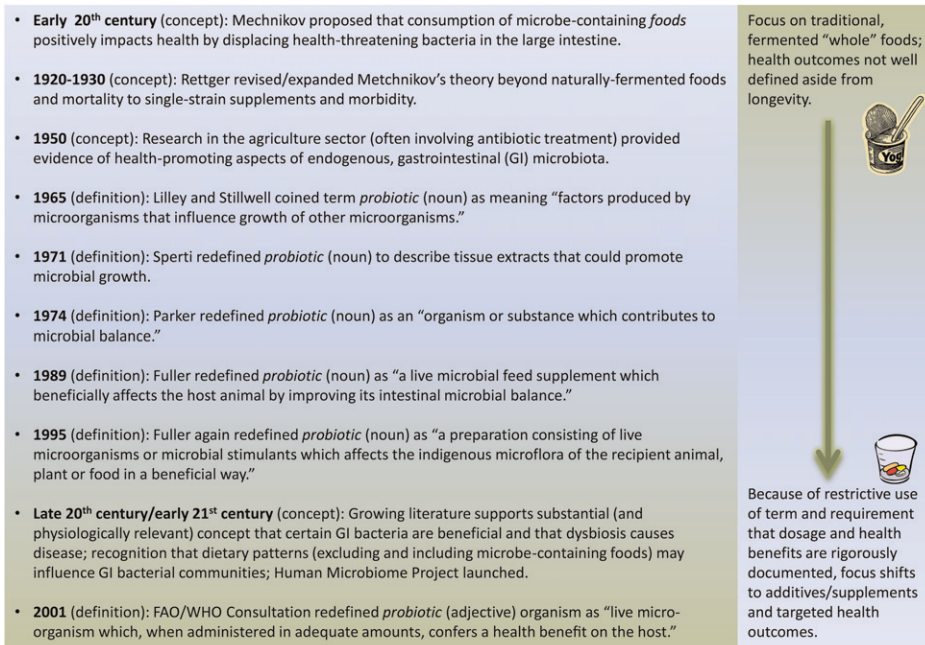 • Early 20th century (concept): Mechnikov proposed that consumption of microbe-containing foods
positively impacts health by displacing health-threatening bacteria in the large intestine.
• 1920-1930 (concept): Rettger revised/expanded Metchnikov's theory beyond naturally-fermented foods
and mortality to single-strain supplements and morbidity.
• 1950 (concept): Research in the agriculture sector (often involving antibiotic treatment) provided
evidence of health-promoting aspects of endogenous, gastrointestinal (GI) microbiota.
• 1965 (definition): Lilley and Stillwell coined term probiotic (noun) as meaning “factors produced by
microorganisms that influence growth of other microorganisms.”
• 1971 (definition): Sperti redefined probiotic (noun) to describe tissue extracts that could promote
microbial growth.
• 1974 (definition): Parker redefined probiotic (noun) as an “organism or substance which contributes to
microbial balance.”
• 1989 (definition): Fuller redefined probiotic (noun) as “a live microbial feed supplement which
beneficially affects the host animal by improving its intestinal microbial balance.”
• 1995 (definition): Fuller again redefined probiotic (noun) as “a preparation consisting of live
microorganisms or microbial stimulants which affects the indigenous microflora of the recipient animal,
plant or food in a beneficial way.”
• Late 20th century/early 21st century (concept): Growing literature supports substantial (and
physiologically relevant) concept that certain GI bacteria are beneficial and that dysbiosis causes
disease; recognition that dietary patterns (excluding and including microbe-containing foods) may
influence GI bacterial communities; Human Microbiome Project launched.
• 2001 (definition): FAO/WHO Consultation redefined probiotic (adjective) organism as “live micro-
organism which, when administered in adequate amounts, confers a health benefit on the host.”
Focus on traditional,
fermented “whole” foods;
health outcomes not well
defined aside from
longevity.
Yog
Because of restrictive use
of term and requirement
that dosage and health
benefits are rigorously
documented, focus shifts
to additives/supplements
and targeted health
outcomes.